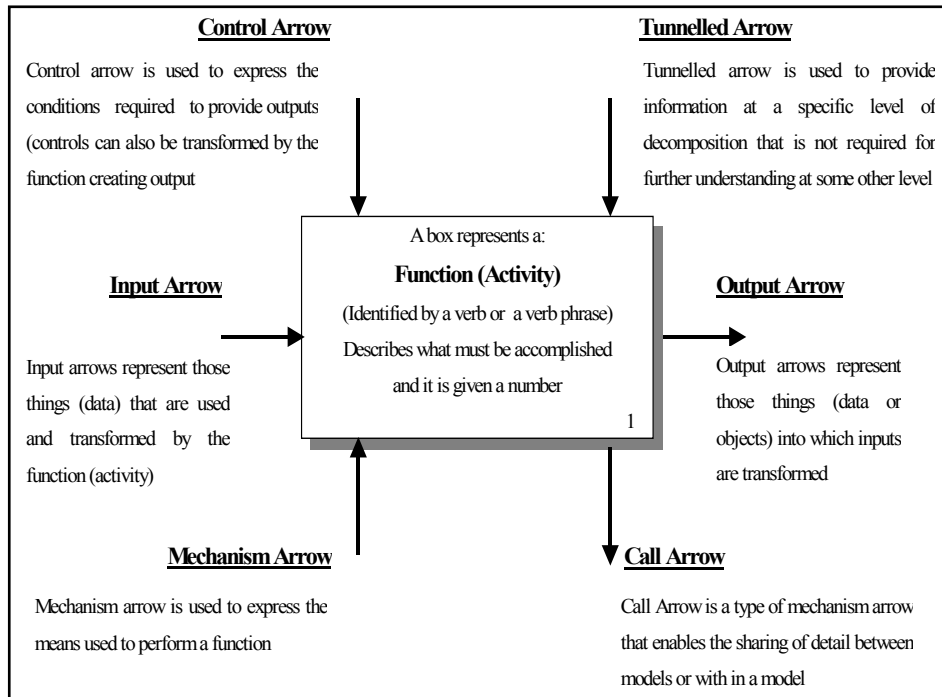 Control Arrow
Control arrow is used to express the
conditions required to provide outputs
(controls can also be transformed by the
function creating output
Tunnelled Arrow
Tunnelled arrow is used to provide
information at a specific level of
decomposition that is not required for
further understanding at some other level
Input Arrow
Input arrows represent those
things (data) that are used
and transformed by the
function (activity)
A box represents a:
Function (Activity)
(Identified by a verb or a verb phrase)
Describes what must be accomplished
and it is given a number
1
Output Arrow
Output arrows represent
those things (data or
objects) into which inputs
are transformed
Mechanism Arrow
Mechanism arrow is used to express the
means used to perform a function
Call Arrow
Call Arrow is a type of mechanism arrow
that enables the sharing of detail between
models or with in a model